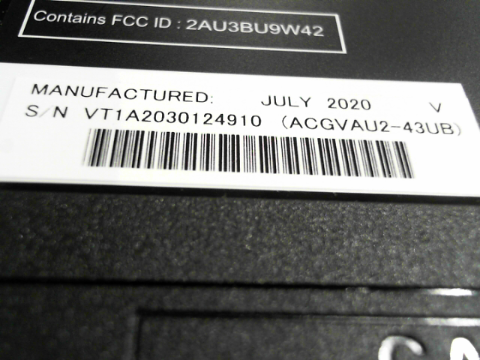 Contains FCC ID : 2AU3BU9W42
MANUFACTURED: JULY 2020 V
S/N VT1A2030124910 (ACGVAU2-43UB)